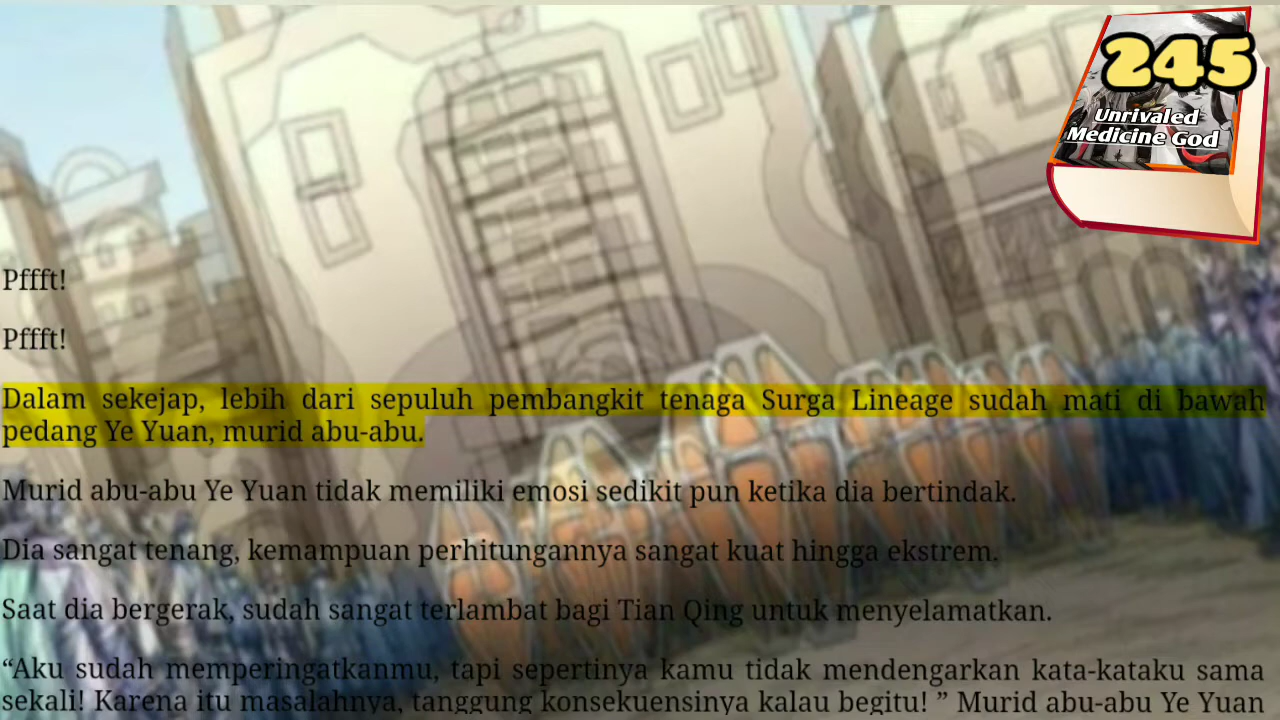 245
Unrivaled
Medicine God
Pffft!
Pffft!
Dalam sekejap, lebih dari sepuluh pembangkit tenaga Surga Lineage sudah mati di bawah
pedang Ye Yuan, murid abu-abu.
Murid abu-abu Ye Yuan tidak memiliki emosi sedikit pun ketika dia bertindak.
Dia sangat tenang, kemampuan perhitungannya sangat kuat hingga ekstrem.
Saat dia bergerak, sudah sangat terlambat bagi Tian Qing untuk menyelamatkan.
“Aku sudah memperingatkanmu, tapi sepertinya kamu tidak mendengarkan kata-kataku sama
sekali! Karena itu masalahnya, tanggung konsekuensinya kalau begitu! ” Murid abu-abu Ye Yuan